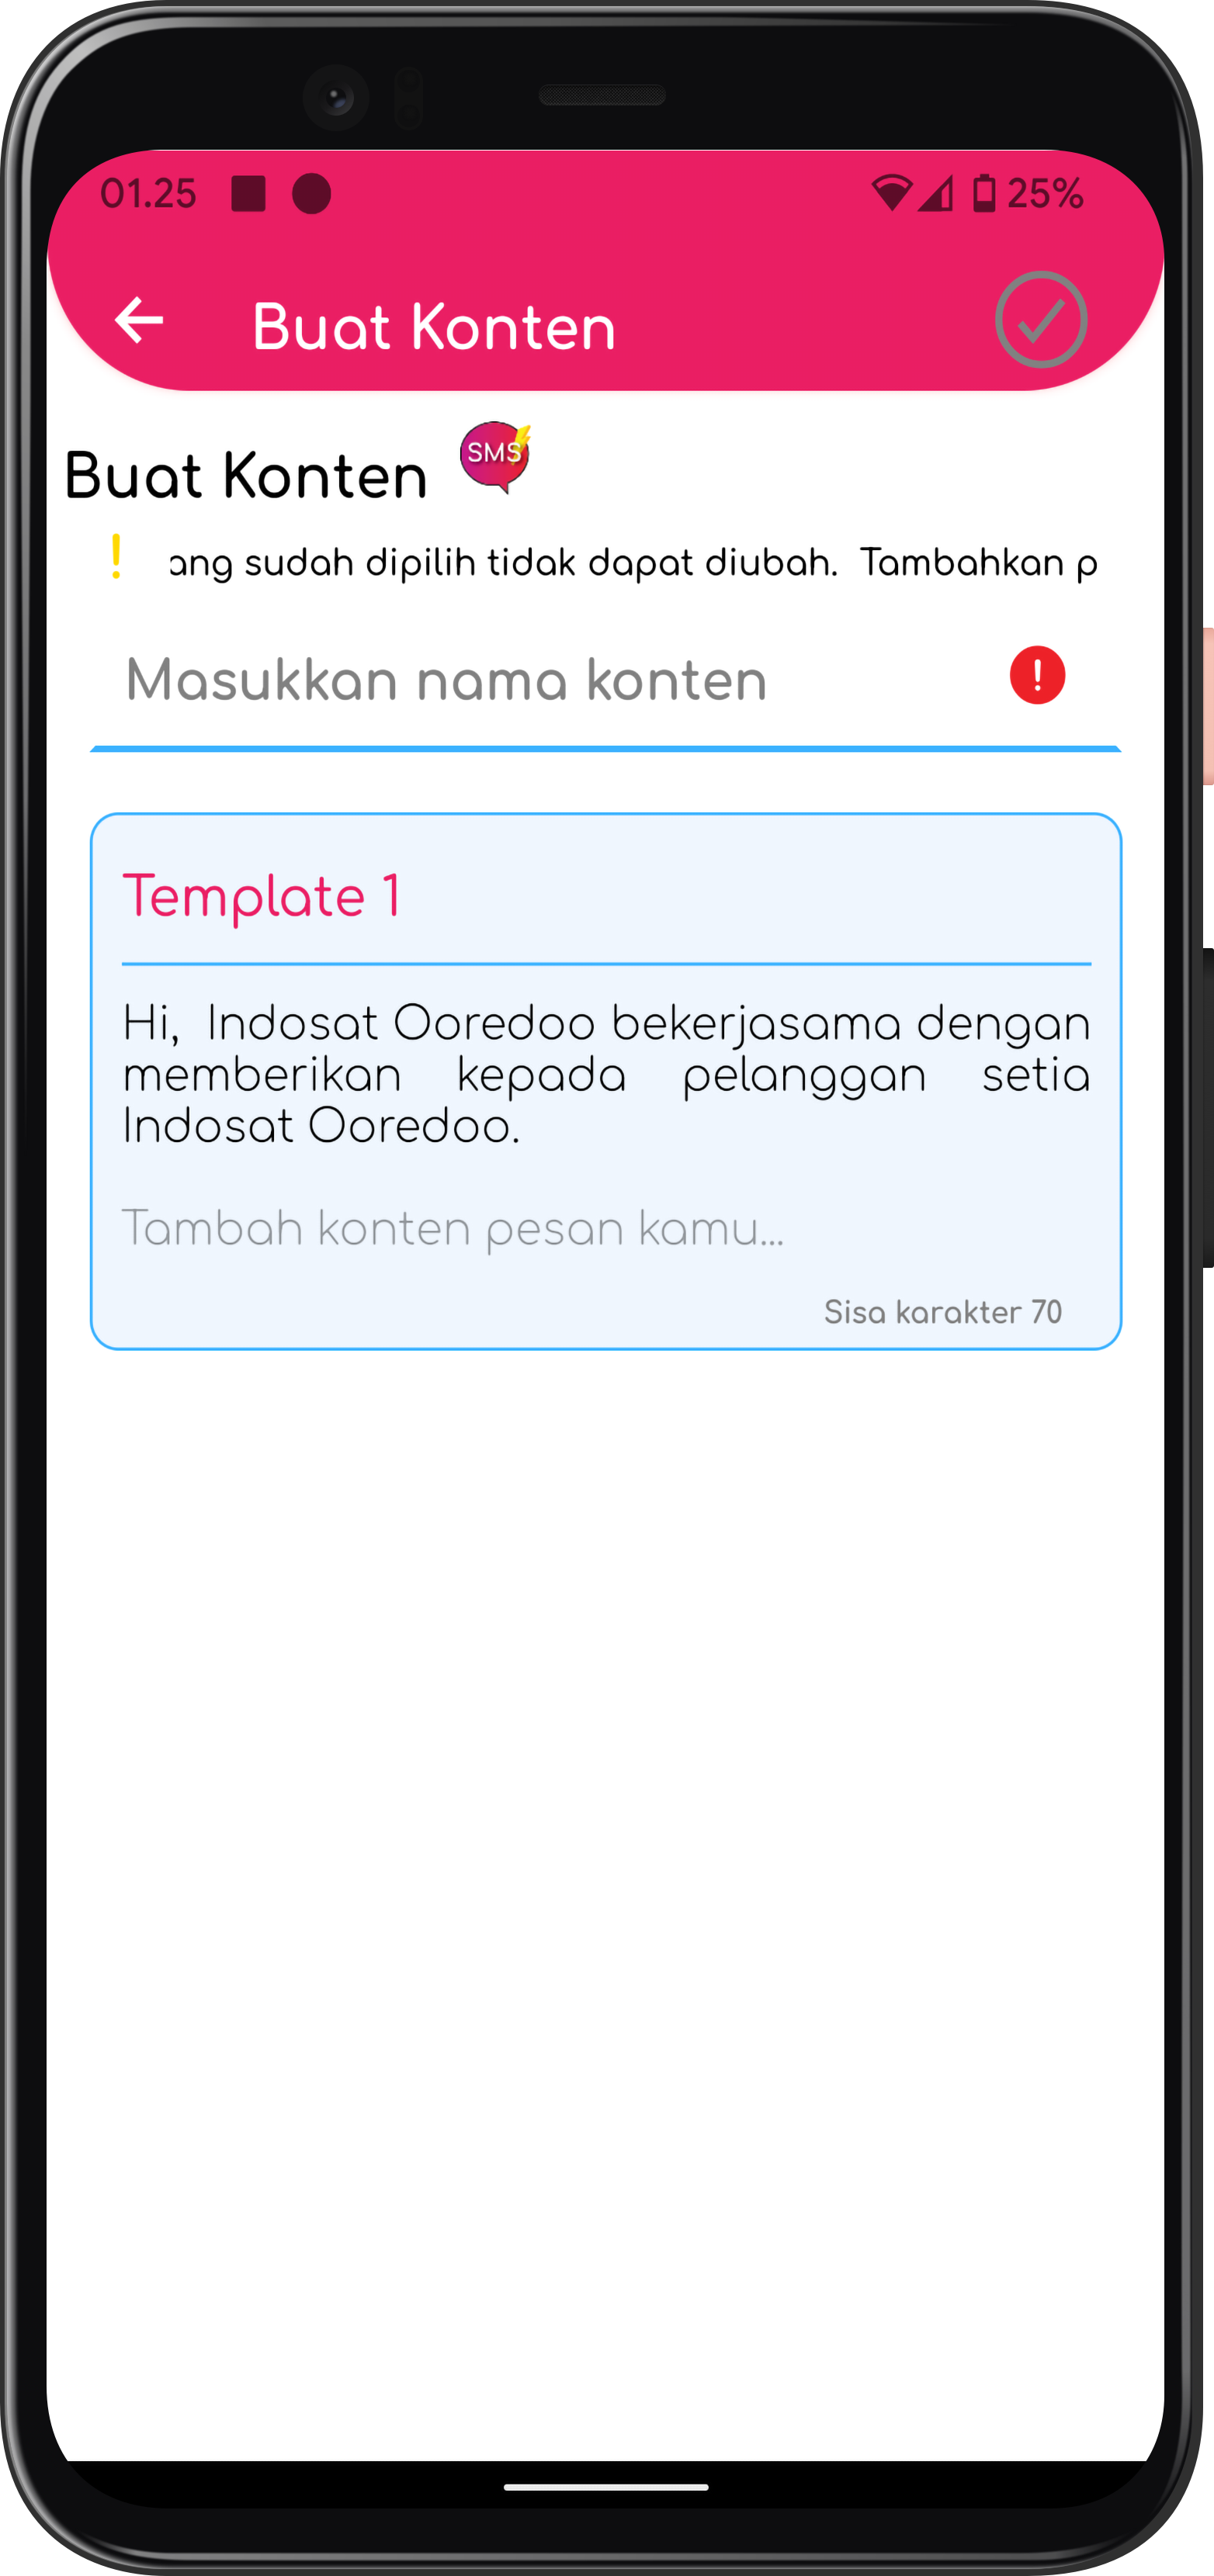 01.25 25%
Buat Konten
Buat Konten SMS
! ang sudah dipilih tidak dapat diubah. Tambahkan p
Masukkan nama konten !
Template 1
Hi, Indosat Ooredoo bekerjasama dengan
memberikan kepada pelanggan setia
Indosat Ooredoo.
Tambah konten pesan kamu...
Sisa karakter 70